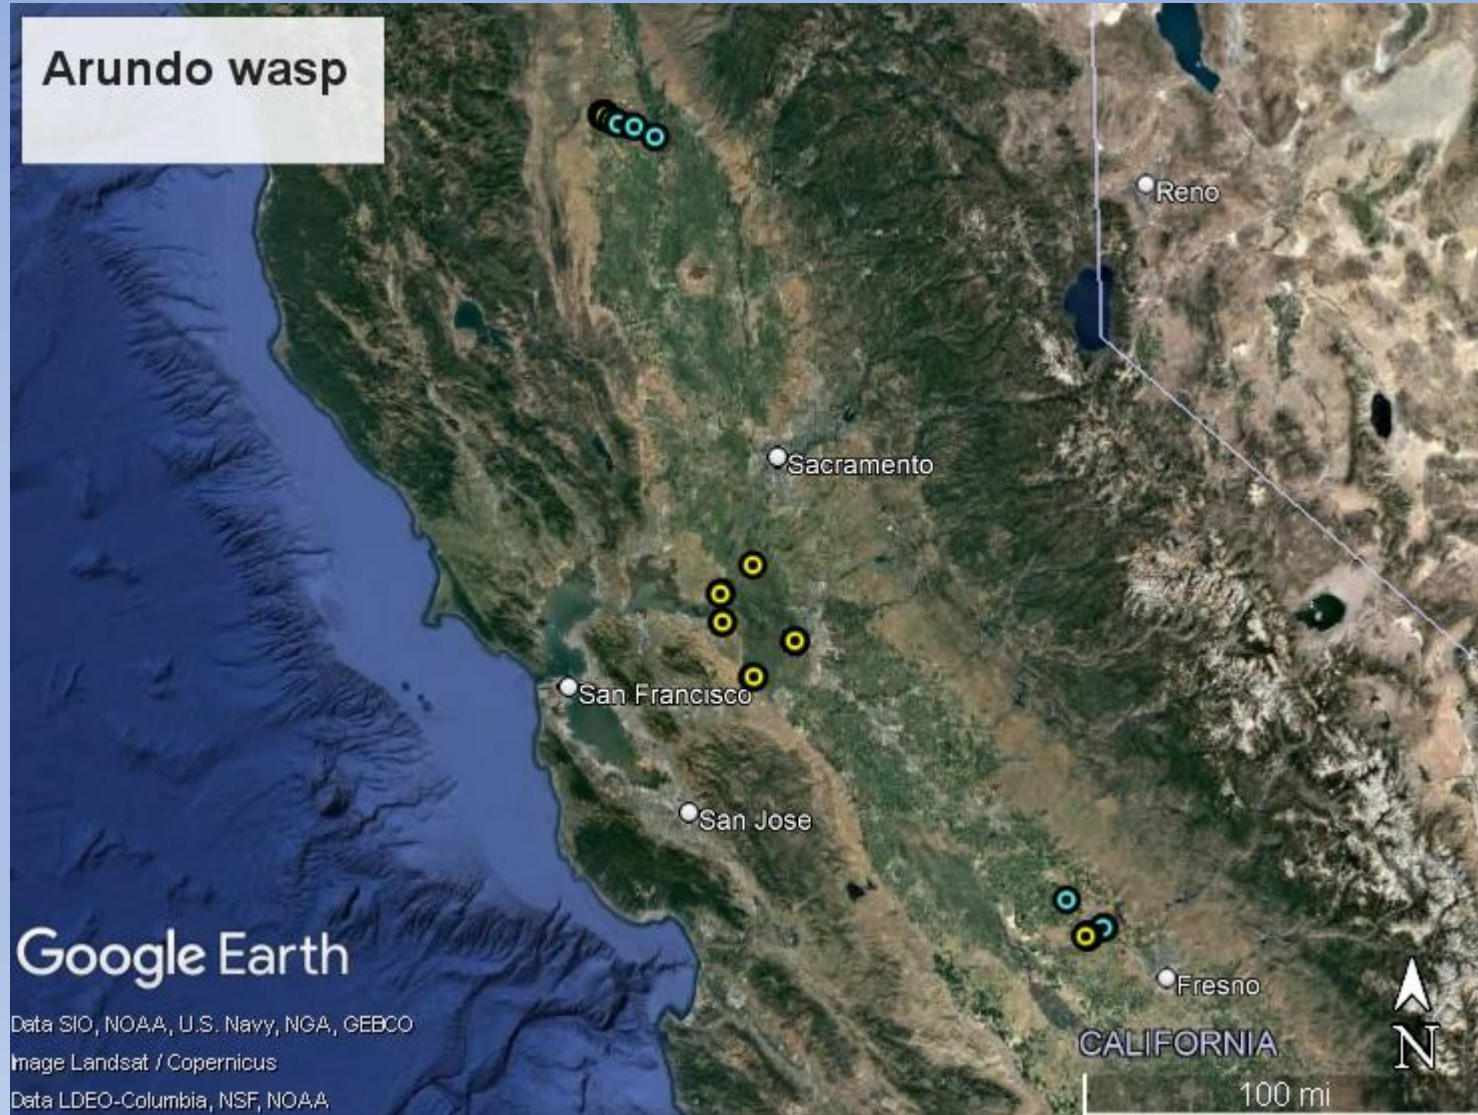 Arundo wasp
Reno
Sacramento
San Francisco
San Jose
Fresno
Google Earth
CALIFORNIA
N
Data SIO, NOAA, U.S. Navy, NGA, GEBCO
Image Landsat / Copernicus
Data LDEO-Columbia, NSF, NOAA
100 mi